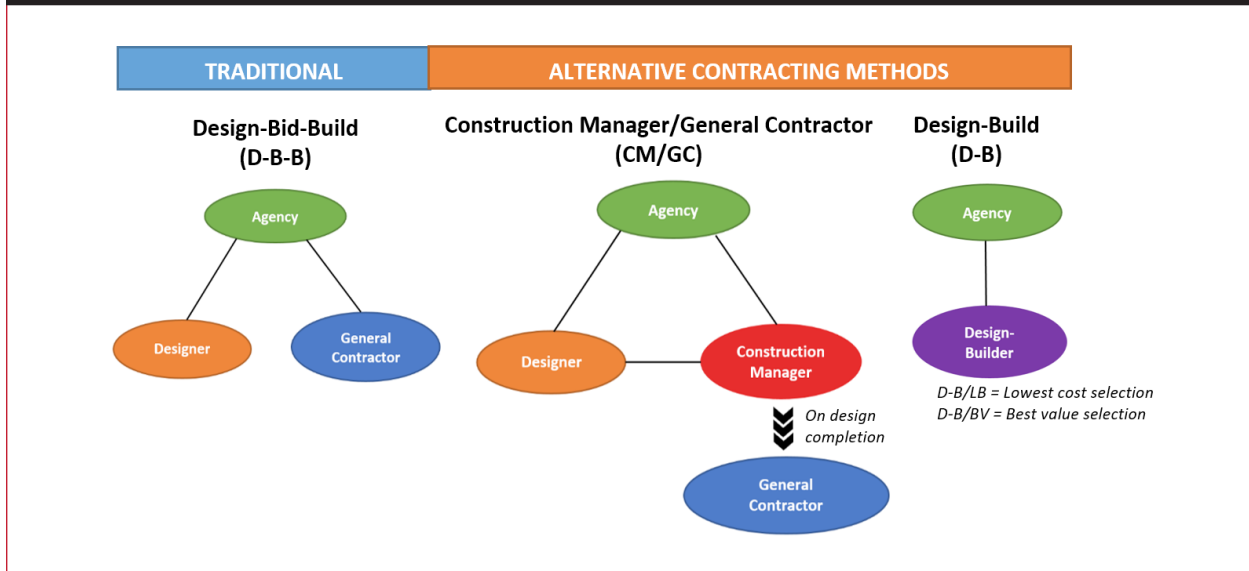 TRADITIONAL
ALTERNATIVE CONTRACTING METHODS
Design-Bid-Build
(D-B-B)
Agency
Designer
General
Contractor
Construction Manager/General Contractor
(CM/GC)
Agency
Designer
Construction
Manager
On design
completion
General
Contractor
Design-Build
(D-B)
Agency
Design-
Builder
D-B/LB = Lowest cost selection
D-B/BV = Best value selection